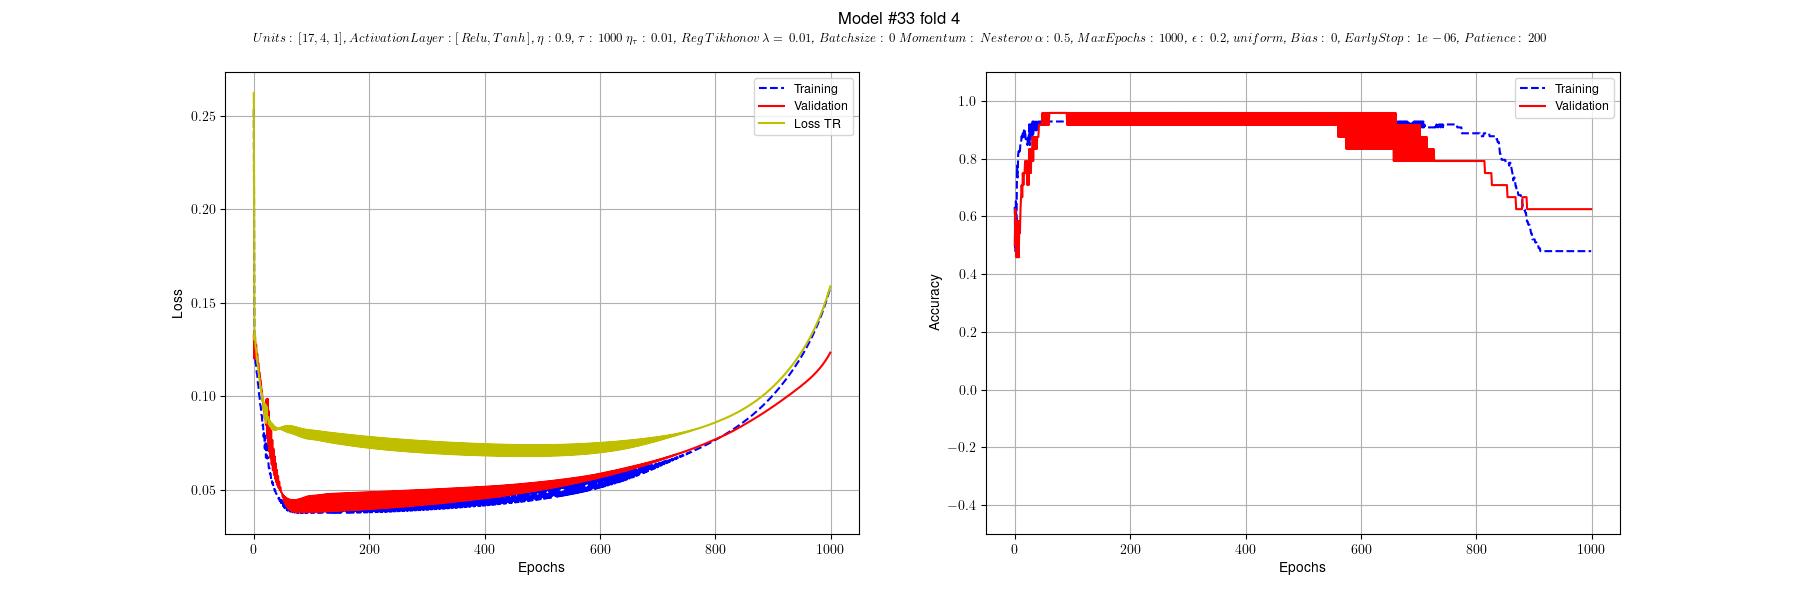 Model #33 fold 4
Units : [17, 4, 1], ActivationLayer : [ Relu, Tanh], η : 0.9, τ : 1000 η_τ : 0.01, RegTikhonov λ = 0.01, Batchsize : 0 Momentum : Nesterov α : 0.5, MaxEpochs : 1000, ϵ : 0.2, uniform, Bias : 0, EarlyStop : 1e − 06, Patience : 200
Training
Validation
Loss TR
0.25
0.20
0.15
0.10
0.05
Loss
0 200 400 600 800 1000
Epochs
Training
Validation
1.0
0.8
0.6
0.4
0.2
0.0
−0.2
−0.4
Accuracy
0 200 400 600 800 1000
Epochs